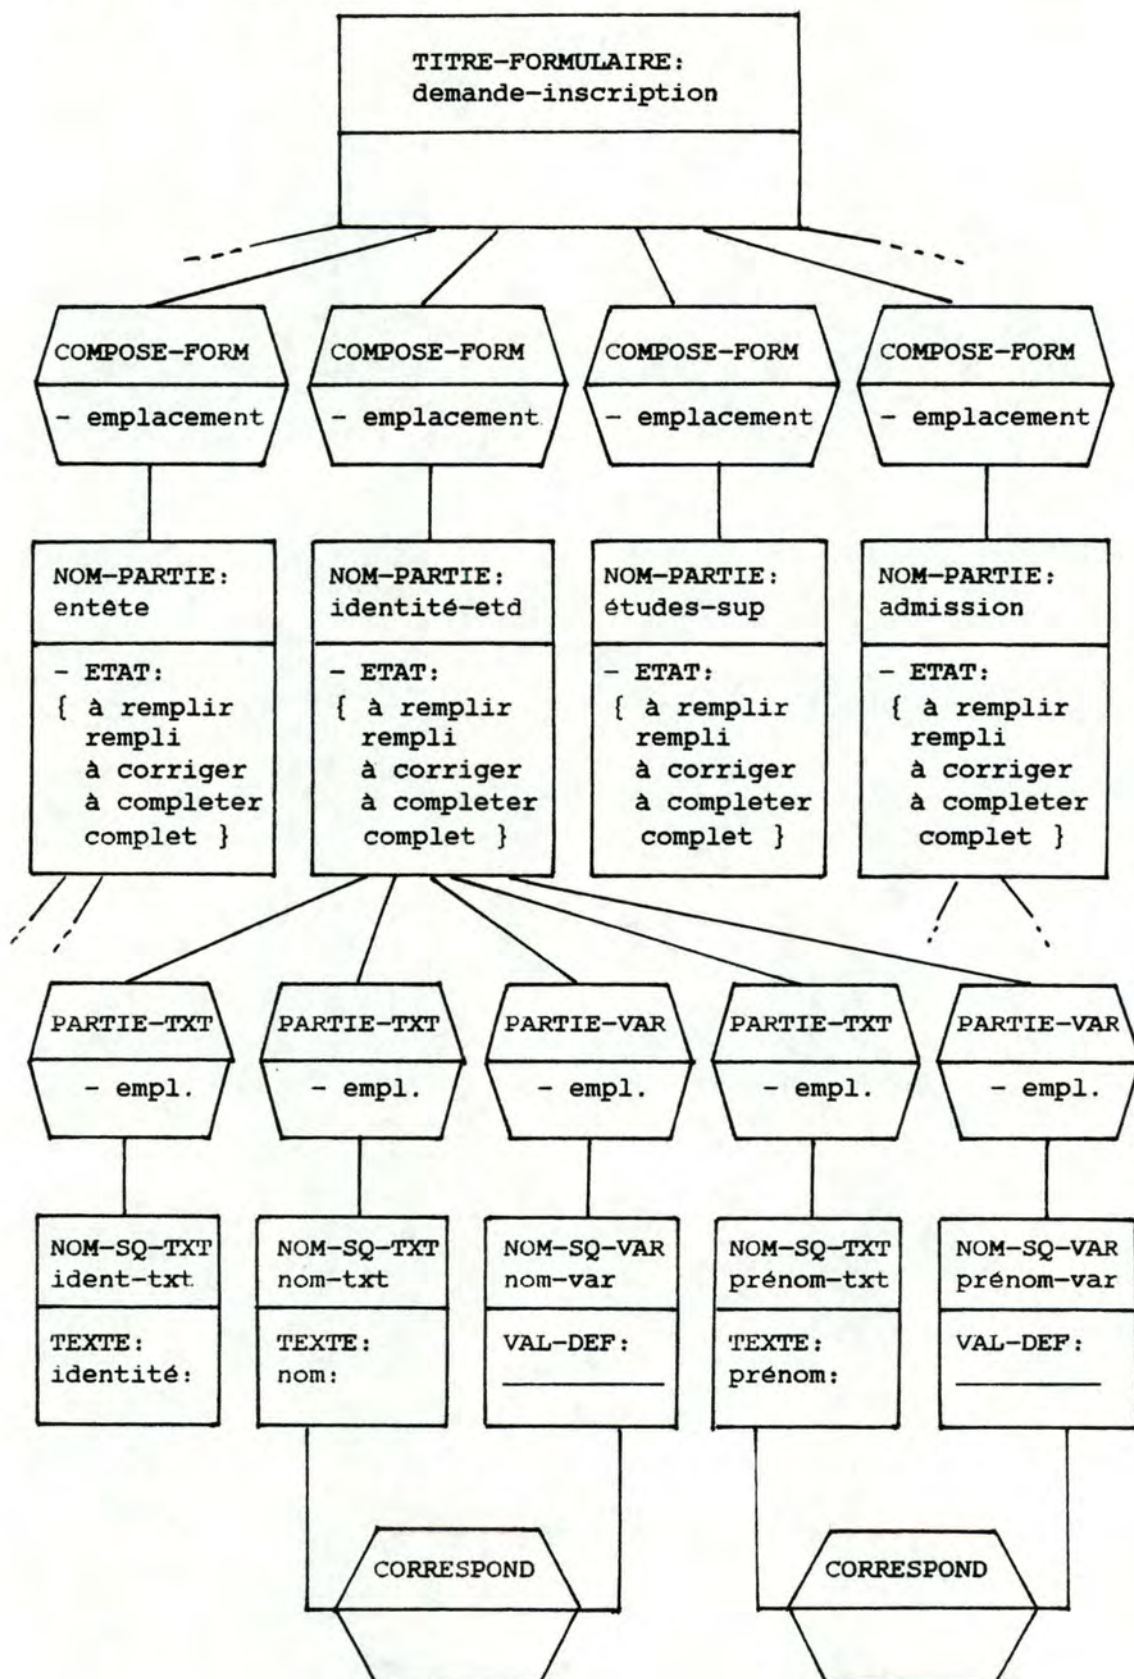 TITRE-FORMULAIRE:
demande-inscription
COMPOSE-FORM
- emplacement
COMPOSE-FORM
- emplacement
COMPOSE-FORM
- emplacement
COMPOSE-FORM
- emplacement
NOM-PARTIE:
entête
- ETAT:
{ à remplir
rempli
à corriger
à completer
complet }
NOM-PARTIE:
identité-etd
- ETAT:
{ à remplir
rempli
à corriger
à completer
complet }
NOM-PARTIE:
études-sup
- ETAT:
{ à remplir
rempli
à corriger
à completer
complet }
NOM-PARTIE:
admission
- ETAT:
{ à remplir
rempli
à corriger
à completer
complet }
PARTIE-TXT
- empl.
PARTIE-TXT
- empl.
PARTIE-VAR
- empl.
PARTIE-TXT
- empl.
PARTIE-VAR
- empl.
NOM-SQ-TXT
ident-txt
TEXTE:
identité:
NOM-SQ-TXT
nom-txt
TEXTE:
nom:
NOM-SQ-VAR
nom-var
VAL-DEF:
NOM-SQ-TXT
prénom-txt
TEXTE:
prénom:
NOM-SQ-VAR
prénom-var
VAL-DEF:
CORRESPOND
CORRESPOND